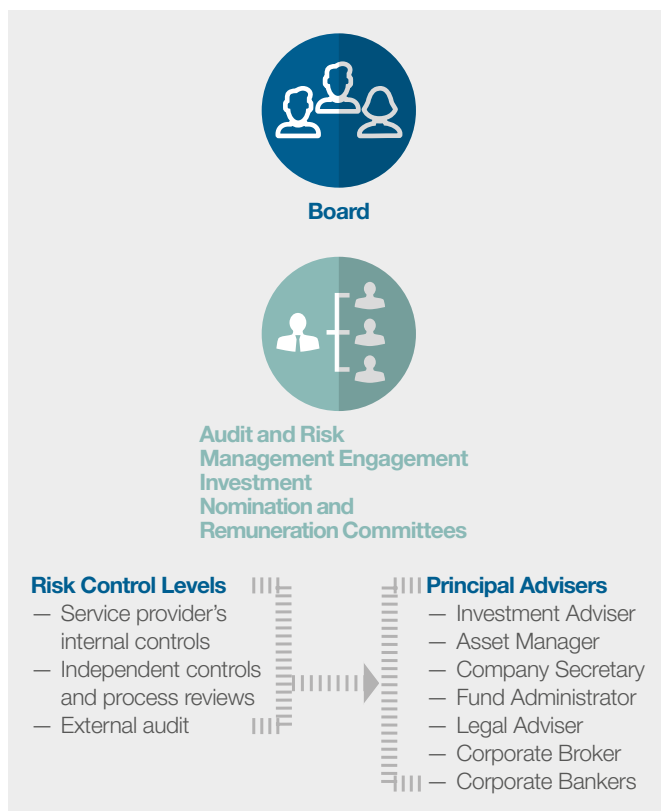 Board
Audit and Risk
Management Engagement
Investment
Nomination and
Remuneration Committees
Risk Control Levels
— Service provider's
internal controls
— Independent controls
and process reviews
— External audit
Principal Advisers
— Investment Adviser
— Asset Manager
— Company Secretary
— Fund Administrator
— Legal Adviser
— Corporate Broker
— Corporate Bankers